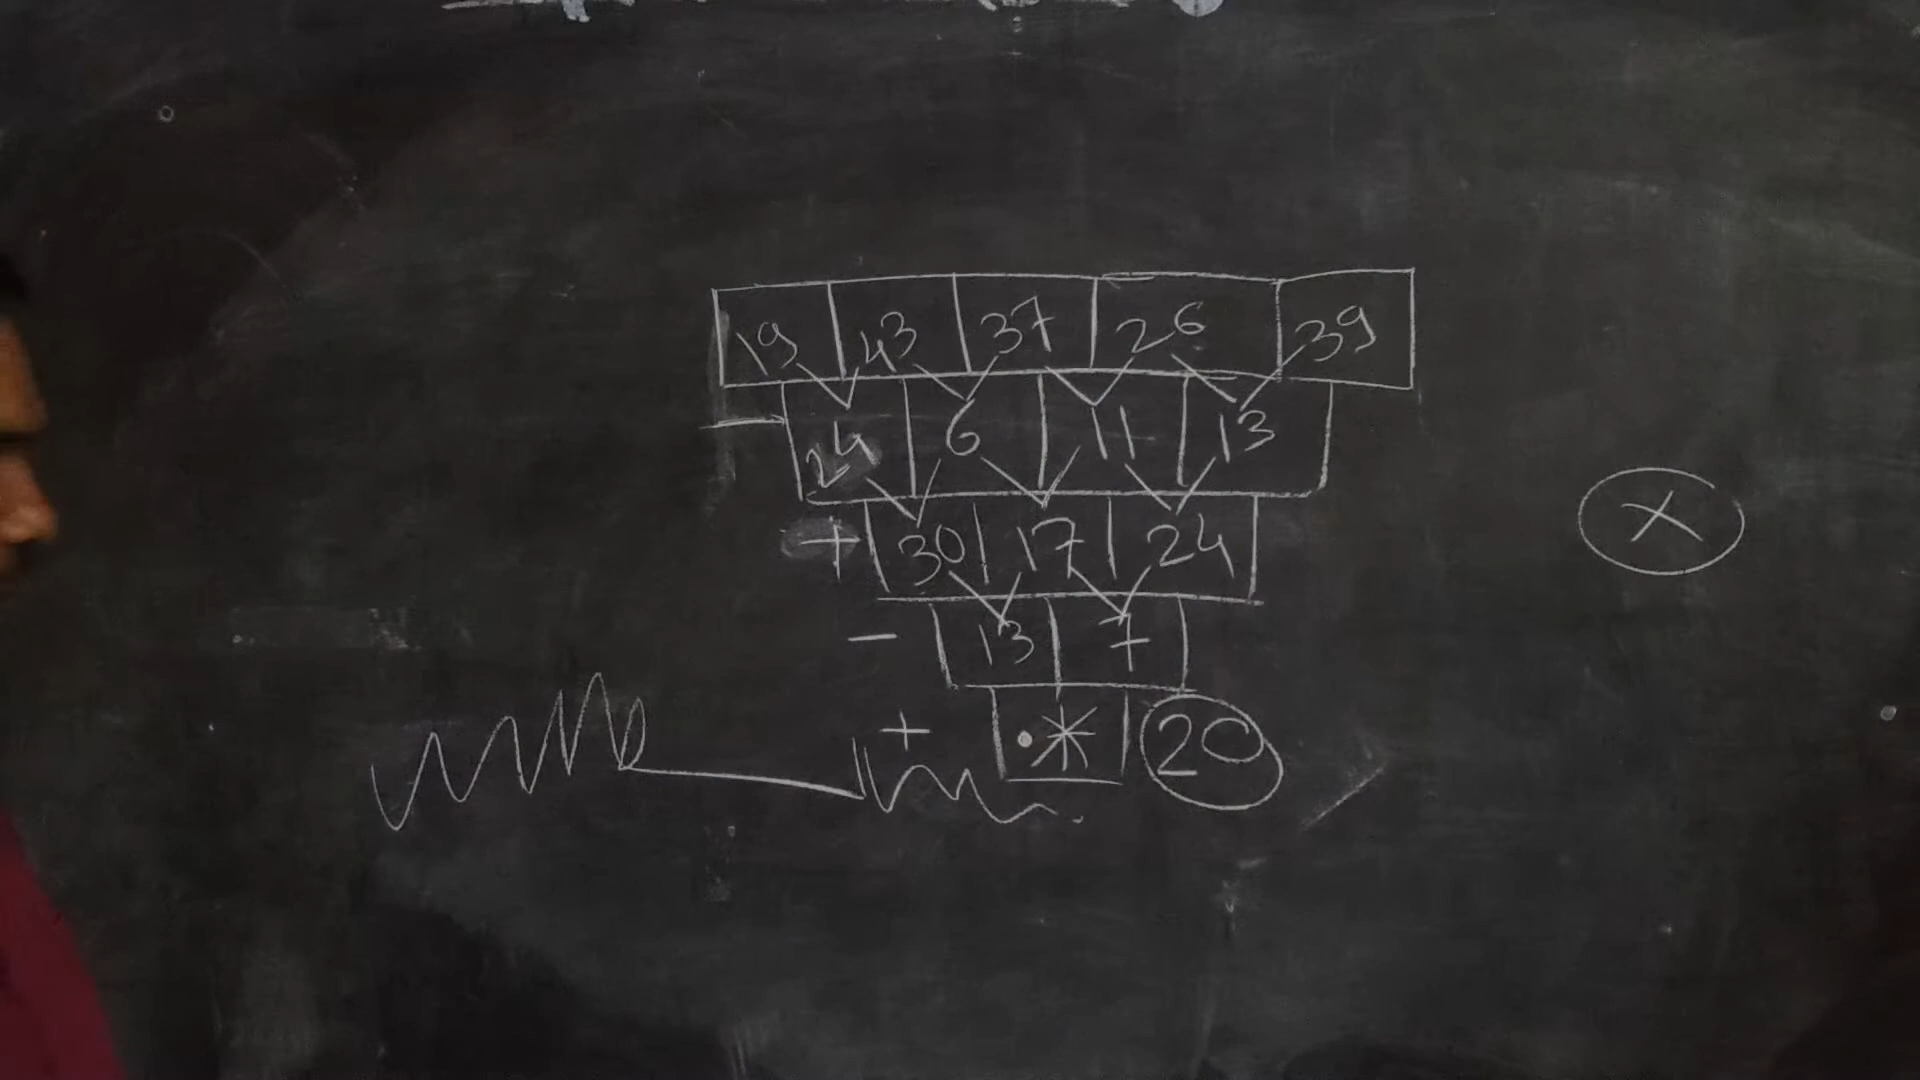 19 43 37 26 39
− 24 6 11 13
+ 30 17 24
×
− 13 7
+ * 20